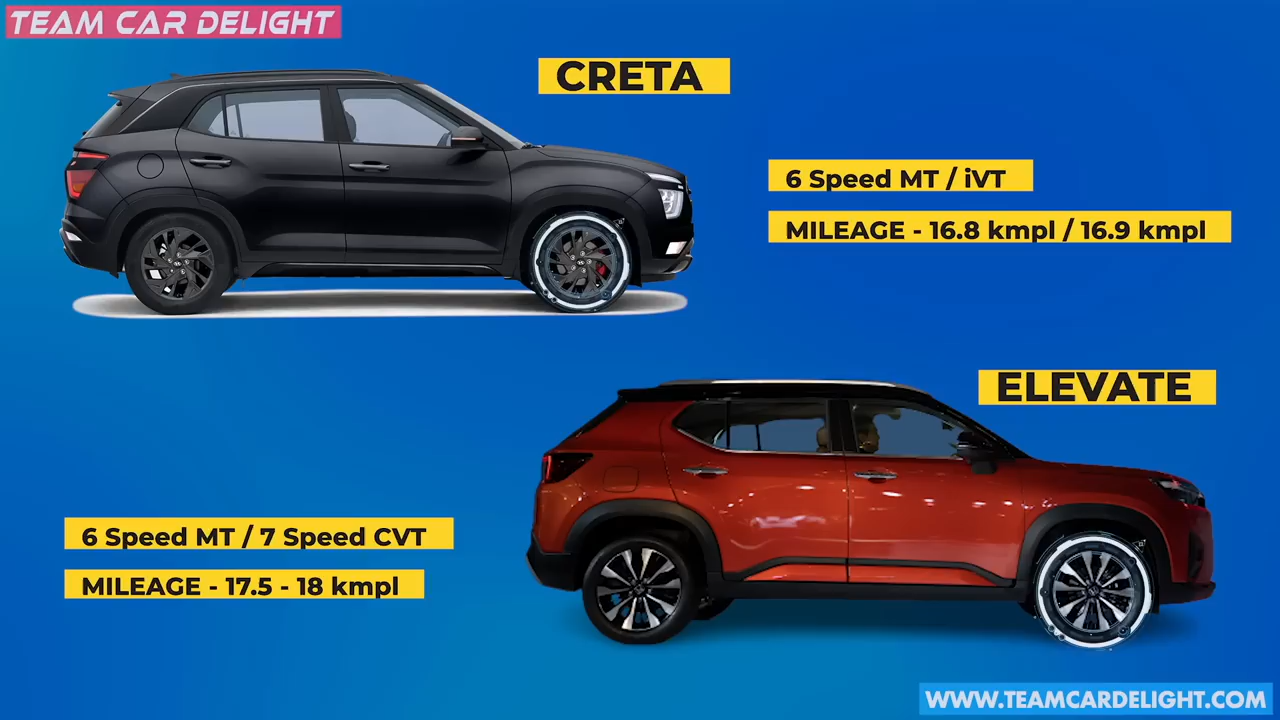 TEAM CAR DELIGHT
CRETA
6 Speed MT / iVT
MILEAGE - 16.8 kmpl / 16.9 kmpl
ELEVATE
6 Speed MT / 7 Speed CVT
MILEAGE - 17.5 - 18 kmpl
WWW.TEAMCARDELIGHT.COM